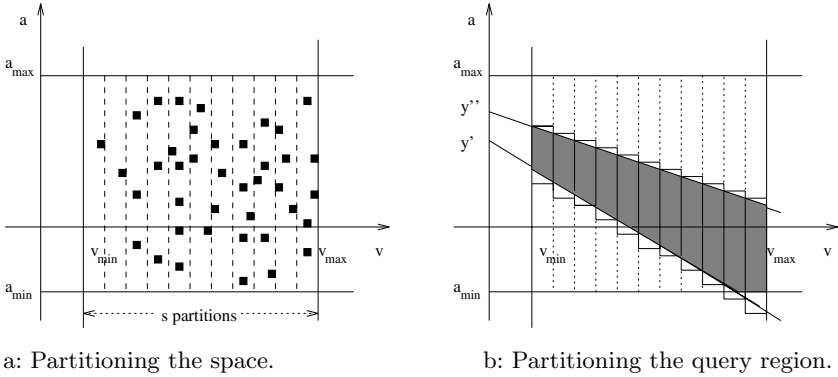 a
a max
v min
v max
v
a min
s partitions
a: Partitioning the space.
a
a max
y''
y'
v min
v max
v
a min
b: Partitioning the query region.